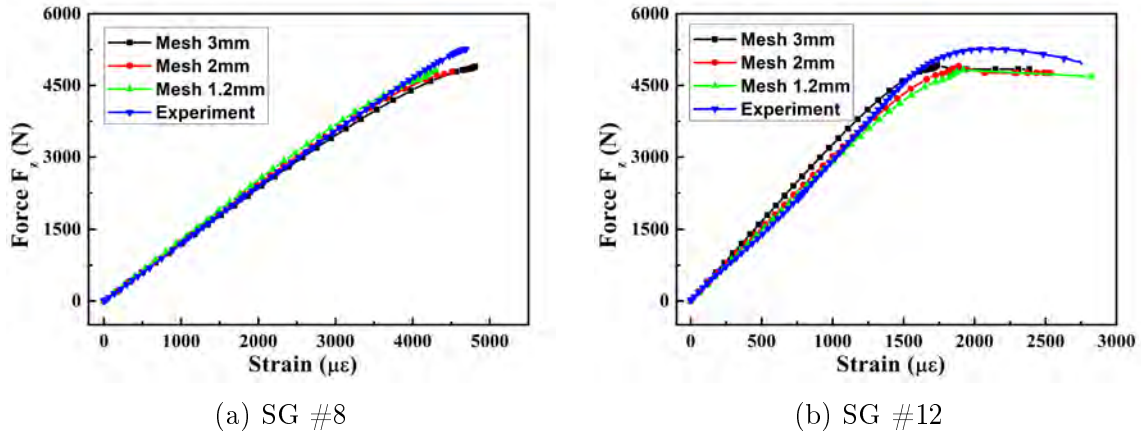 6000
4500
3000
1500
0
Force F_z (N)
Mesh 3mm
Mesh 2mm
Mesh 1.2mm
Experiment
0 1000 2000 3000 4000 5000
Strain (με)
(a) SG #8
6000
4500
3000
1500
0
Force F_z (N)
Mesh 3mm
Mesh 2mm
Mesh 1.2mm
Experiment
0 500 1000 1500 2000 2500 3000
Strain (με)
(b) SG #12